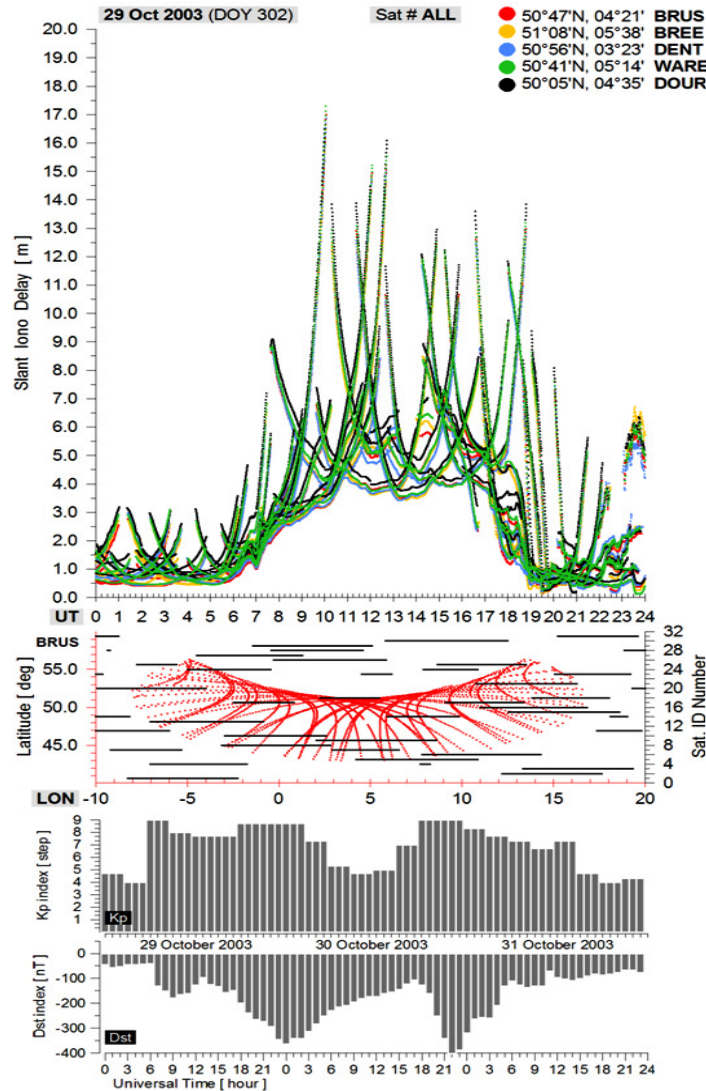 29 Oct 2003 (DOY 302) Sat # ALL
50°47'N, 04°21' BRUS
51°08'N, 05°38' BREE
50°56'N, 03°23' DENT
50°41'N, 05°14' WARE
50°05'N, 04°35' DOUR
Slant Iono Delay [ m ]
20.0
19.0
18.0
17.0
16.0
15.0
14.0
13.0
12.0
11.0
10.0
9.0
8.0
7.0
6.0
5.0
4.0
3.0
2.0
1.0
0.0
0 1 2 3 4 5 6 7 8 9 10 11 12 13 14 15 16 17 18 19 20 21 22 23 24
UT
BRUS
Latitude [ deg ]
55.0
50.0
45.0
32
28
24
20
16
12
8
4
0
Sat. ID Number
-10 -5 0 5 10 15 20
LON
Kp index [ step ]
9
8
7
6
5
4
3
2
1
Kp
29 October 2003 30 October 2003 31 October 2003
Dst index [ nT ]
0
-100
-200
-300
-400
Dst
0 3 6 9 12 15 18 21 0 3 6 9 12 15 18 21 0 3 6 9 12 15 18 21 24
Universal Time [ hour ]